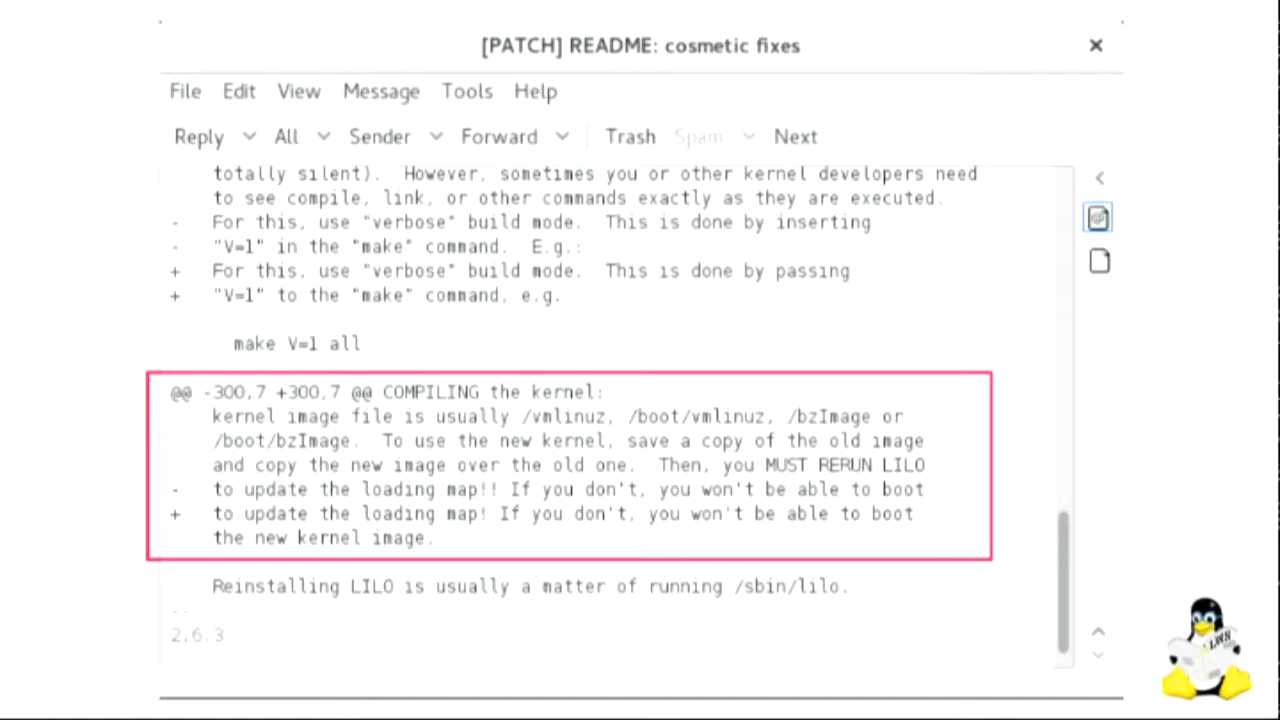 [PATCH] README: cosmetic fixes
File Edit View Message Tools Help
Reply All Sender Forward Trash Spam Next
totally silent). However, sometimes you or other kernel developers need
to see compile, link, or other commands exactly as they are executed.
- For this, use "verbose" build mode. This is done by inserting
- "V=1" in the "make" command. E.g.:
+ For this, use "verbose" build mode. This is done by passing
+ "V=1" to the "make" command, e.g.
make V=1 all
@@ -300,7 +300,7 @@ COMPILING the kernel:
kernel image file is usually /vmlinuz, /boot/vmlinuz, /bzImage or
/boot/bzImage. To use the new kernel, save a copy of the old image
and copy the new image over the old one. Then, you MUST RERUN LILO
- to update the loading map!! If you don't, you won't be able to boot
+ to update the loading map! If you don't, you won't be able to boot
the new kernel image.
Reinstalling LILO is usually a matter of running /sbin/lilo.
--
2.6.3
LWN